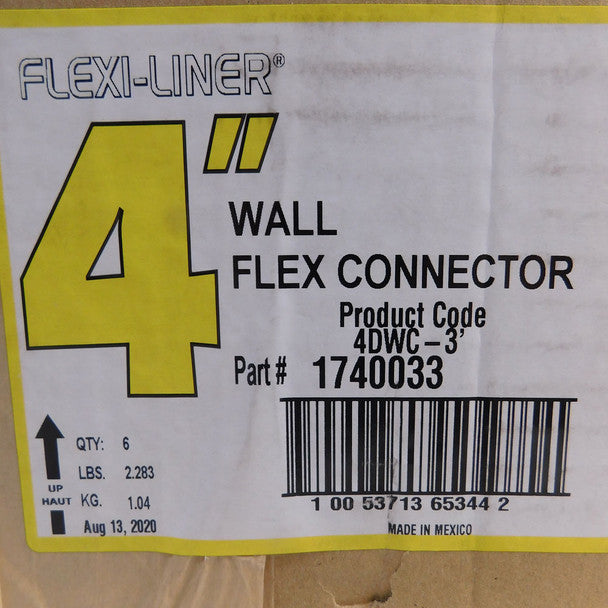 FLEXI-LINER®
4"
WALL
FLEX CONNECTOR
Product Code
4DWC-3'
Part # 1740033
QTY: 6
LBS. 2.283
UP
HAUT KG. 1.04
Aug 13, 2020
1 00 53713 65344 2
MADE IN MEXICO